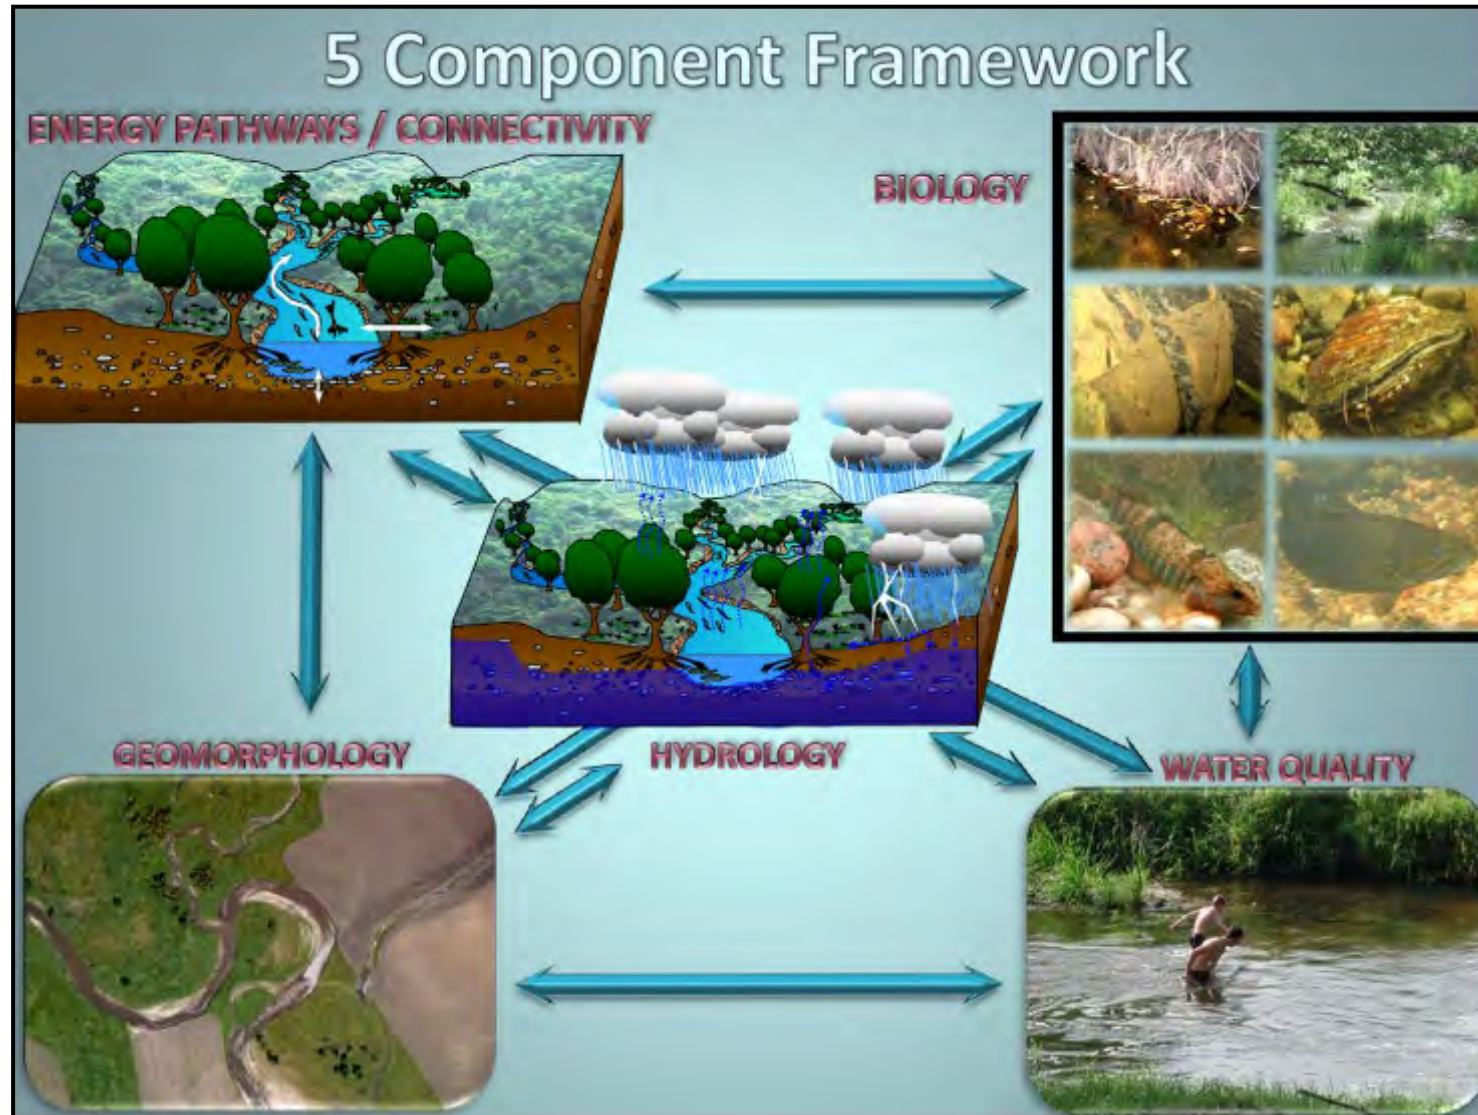 5 Component Framework
ENERGY PATHWAYS / CONNECTIVITY
BIOLOGY
GEOMORPHOLOGY
HYDROLOGY
WATER QUALITY